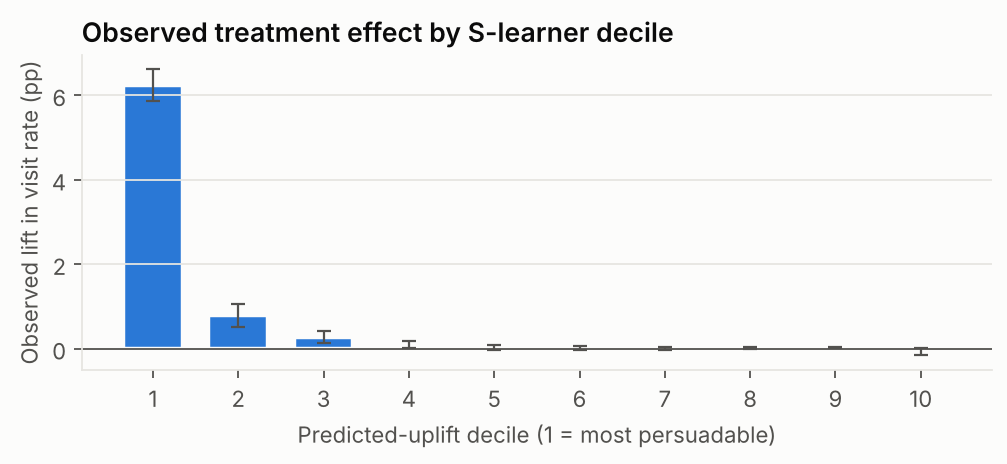 Observed treatment effect by S-learner decile
Observed lift in visit rate (pp)
6
4
2
0
1 2 3 4 5 6 7 8 9 10
Predicted-uplift decile (1 = most persuadable)